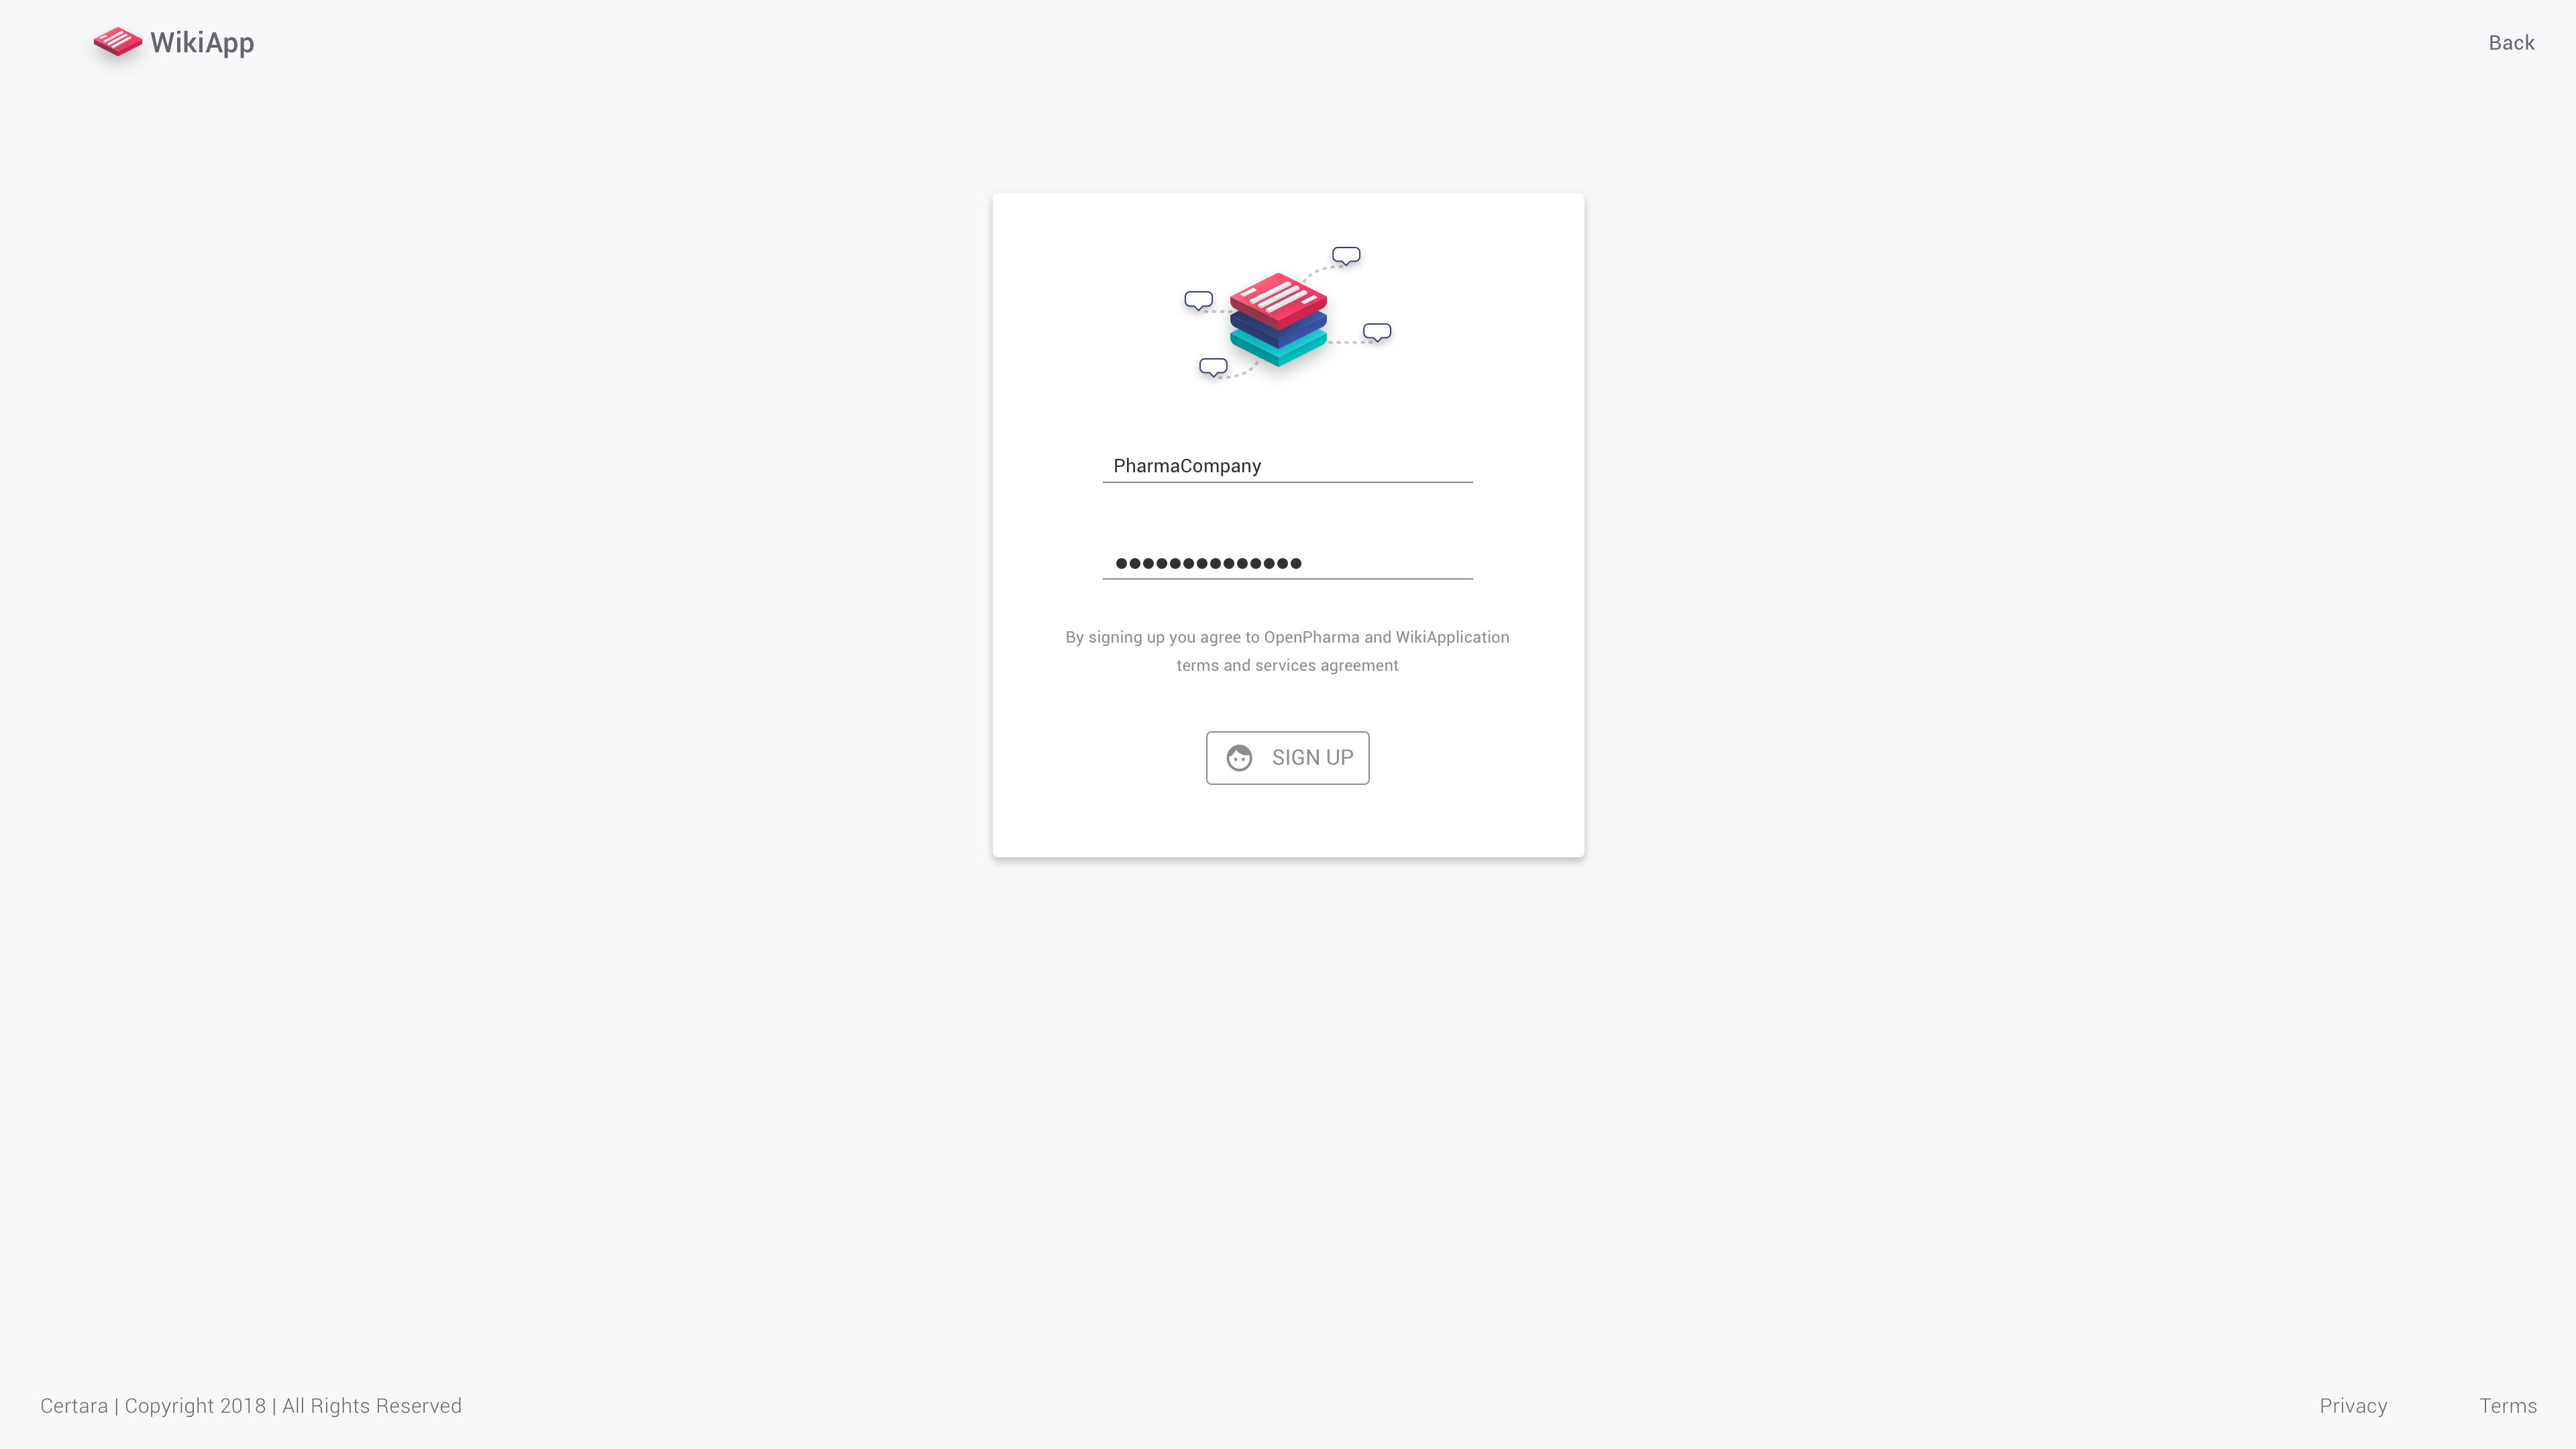 WikiApp
Back
PharmaCompany
●●●●●●●●●●●●●●
By signing up you agree to OpenPharma and WikiApplication
terms and services agreement
SIGN UP
Certara | Copyright 2018 | All Rights Reserved
Privacy
Terms